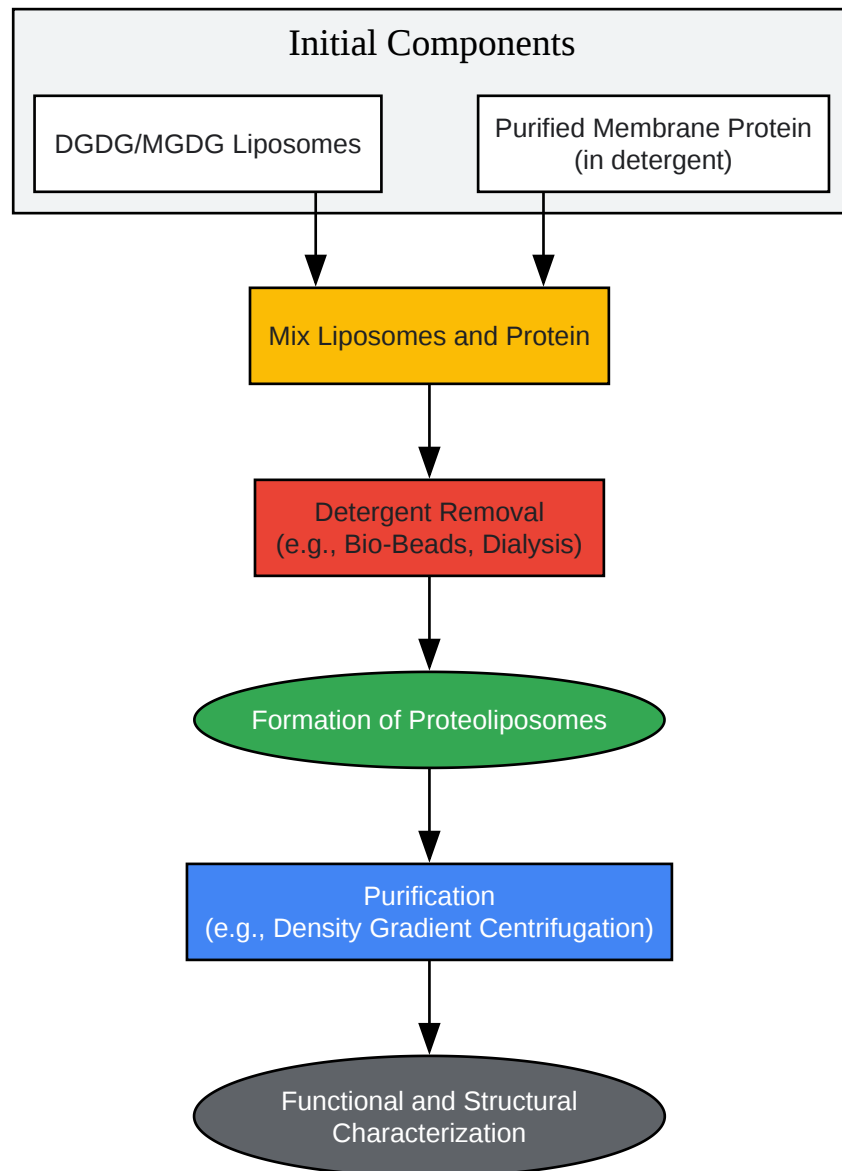 Initial Components
DGDG/MGDG Liposomes
Purified Membrane Protein
(in detergent)
Mix Liposomes and Protein
Detergent Removal
(e.g., Bio-Beads, Dialysis)
Formation of Proteoliposomes
Purification
(e.g., Density Gradient Centrifugation)
Functional and Structural
Characterization